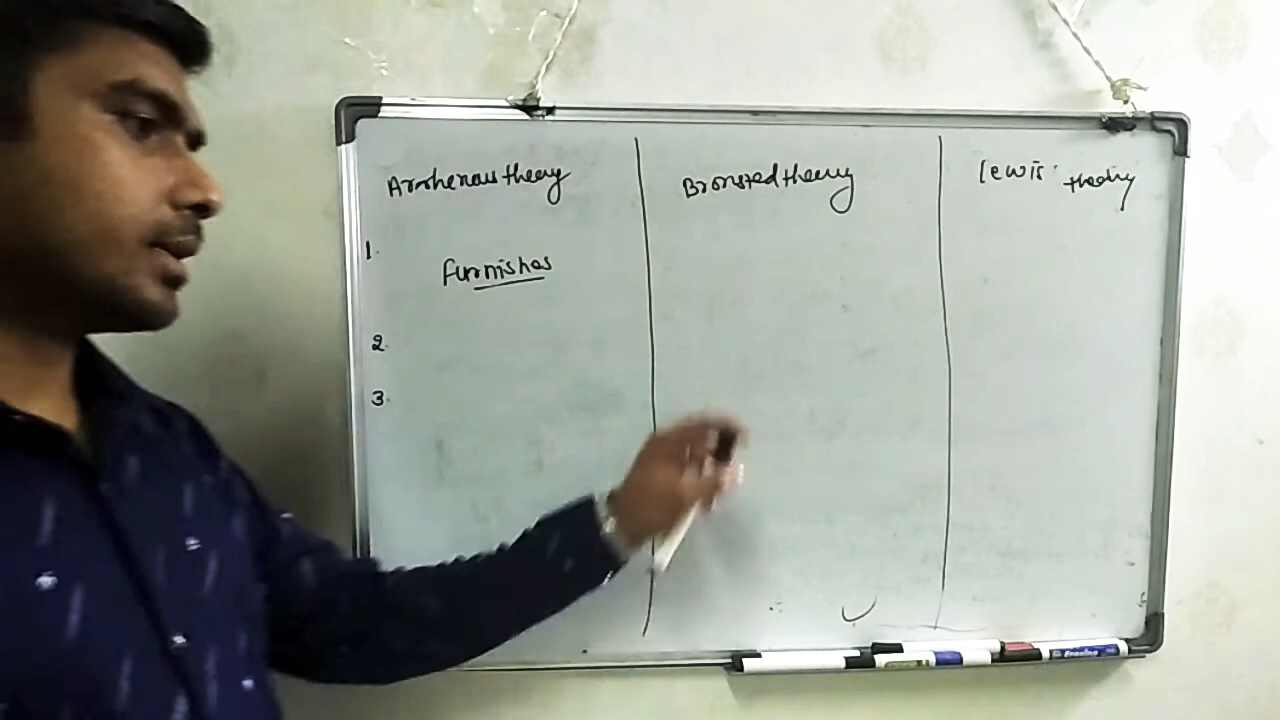 Arrhenous theory
Bronsted theory
lewis' theory
1.
furnishes
2.
3.